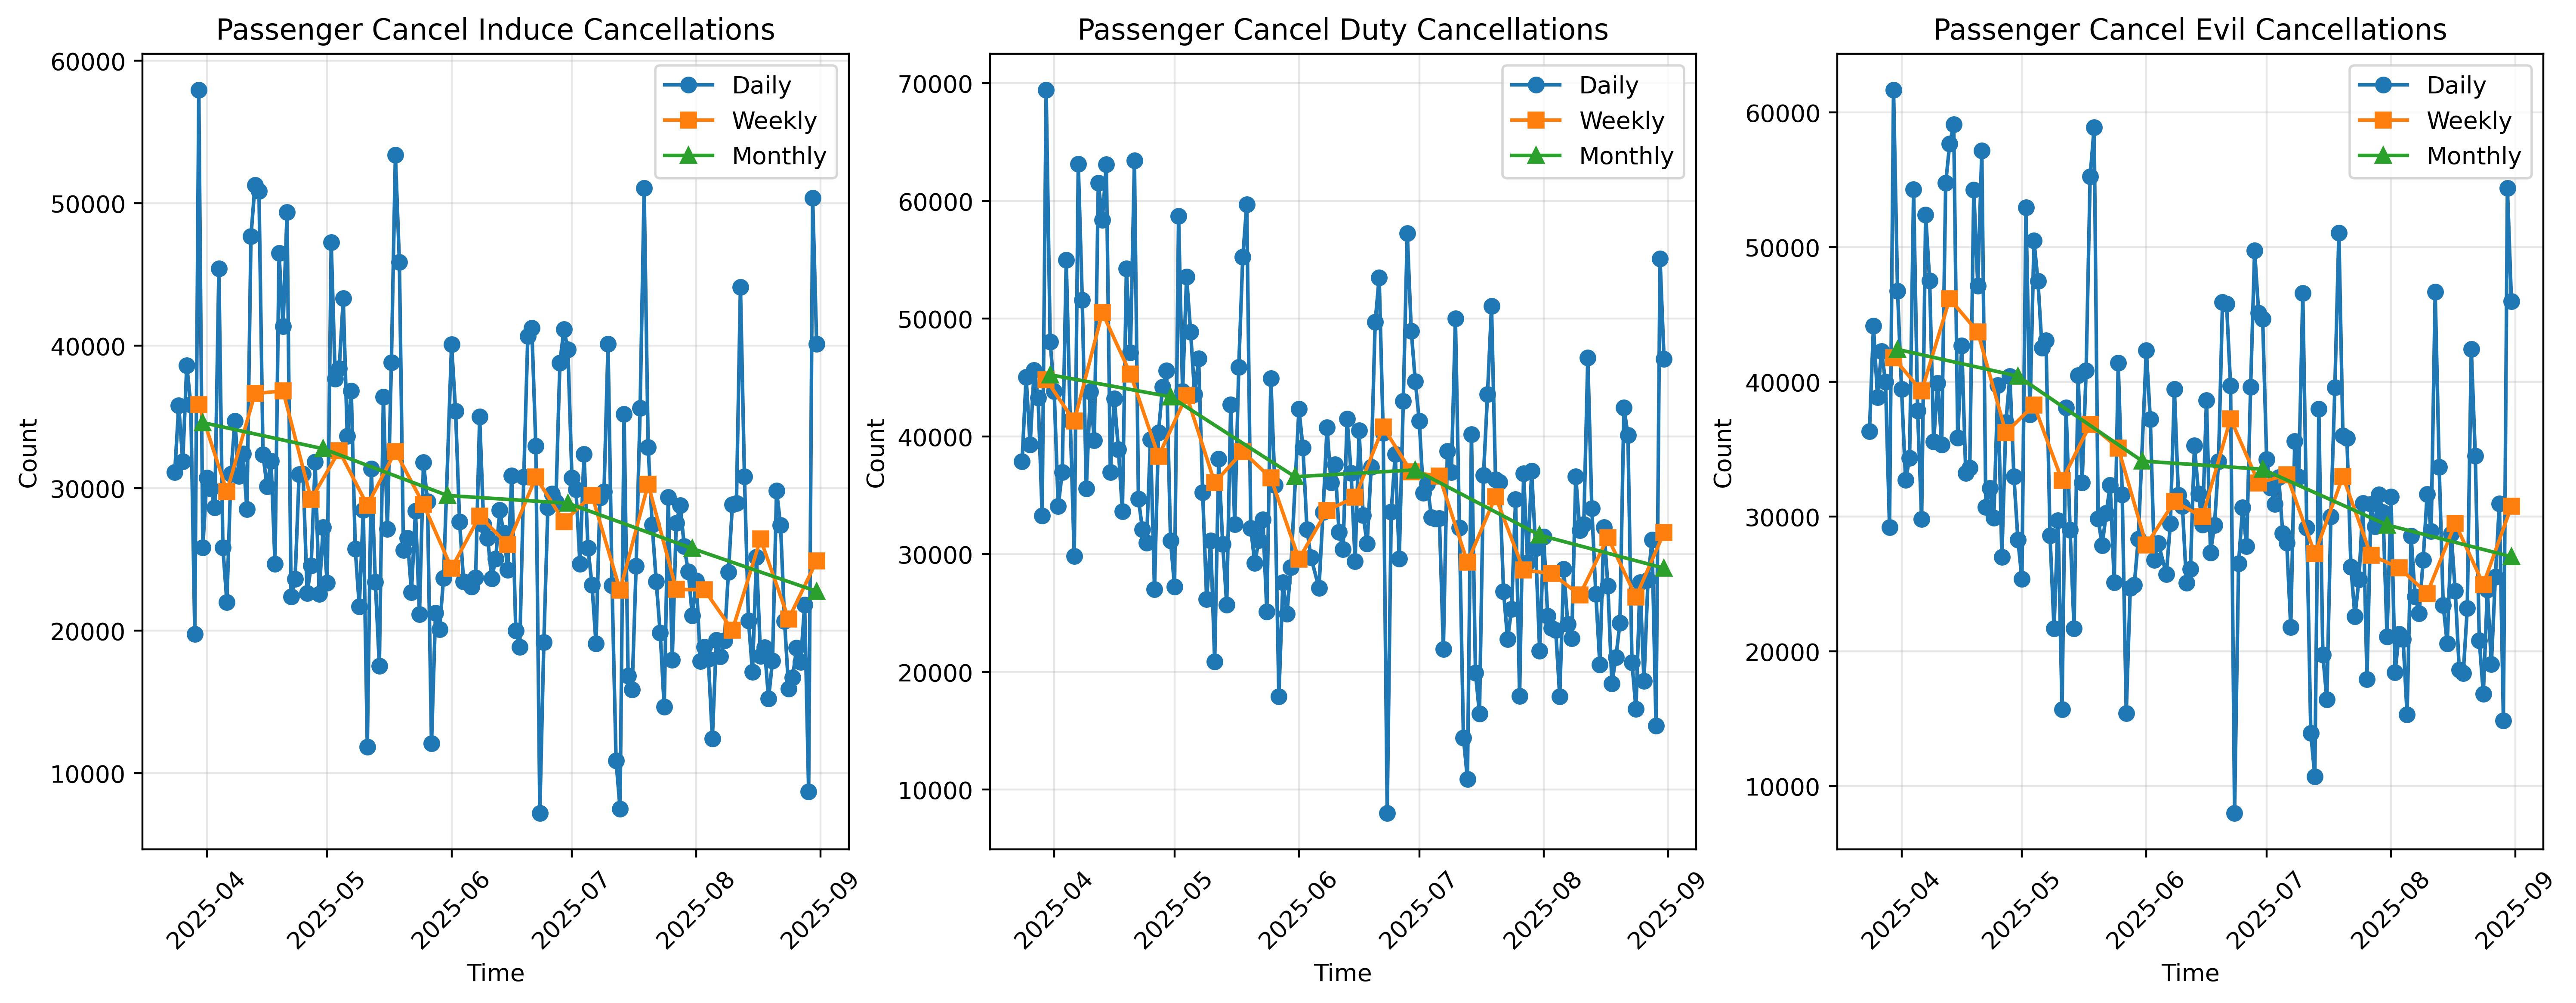 Passenger Cancel Induce Cancellations
60000
50000
40000
30000
20000
10000
Count
Daily
Weekly
Monthly
2025-04
2025-05
2025-06
2025-07
2025-08
2025-09
Time
Passenger Cancel Duty Cancellations
70000
60000
50000
40000
30000
20000
10000
Count
Daily
Weekly
Monthly
2025-04
2025-05
2025-06
2025-07
2025-08
2025-09
Time
Passenger Cancel Evil Cancellations
60000
50000
40000
30000
20000
10000
Count
Daily
Weekly
Monthly
2025-04
2025-05
2025-06
2025-07
2025-08
2025-09
Time